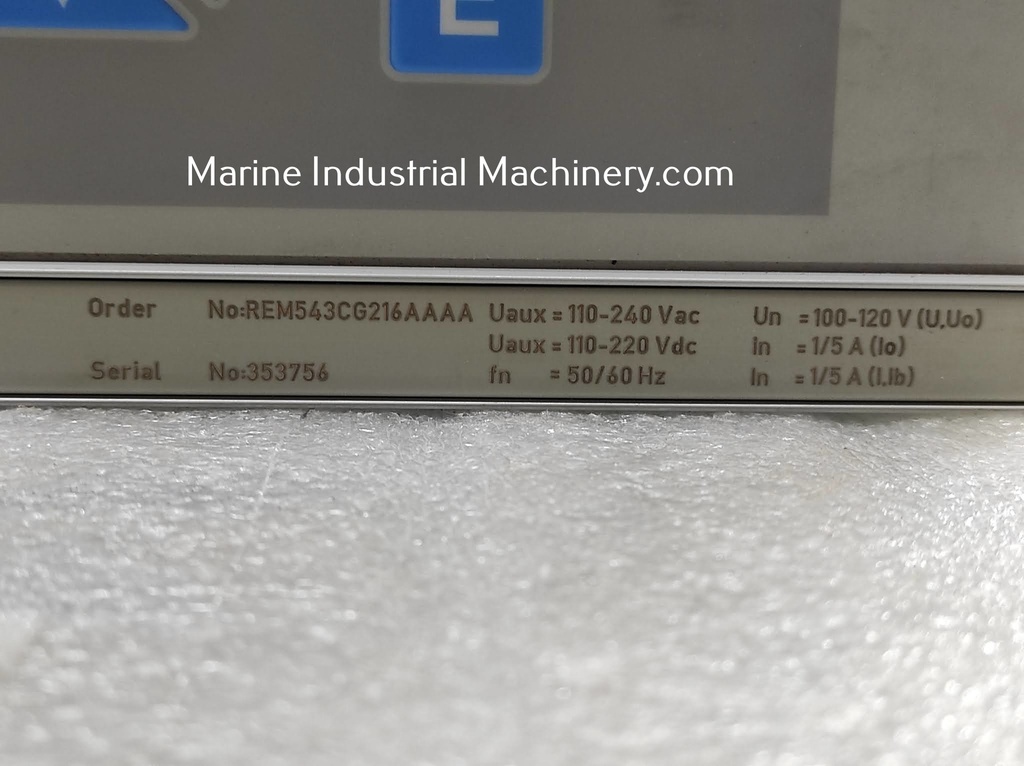 E
Marine Industrial Machinery.com
Order No:REM543CG216AAAA Uaux = 110-240 Vac Un = 100-120 V (U,Uo)
Uaux = 110-220 Vdc In = 1/5 A (Io)
Serial No:353756 fn = 50/60 Hz In = 1/5 A (I,Ib)